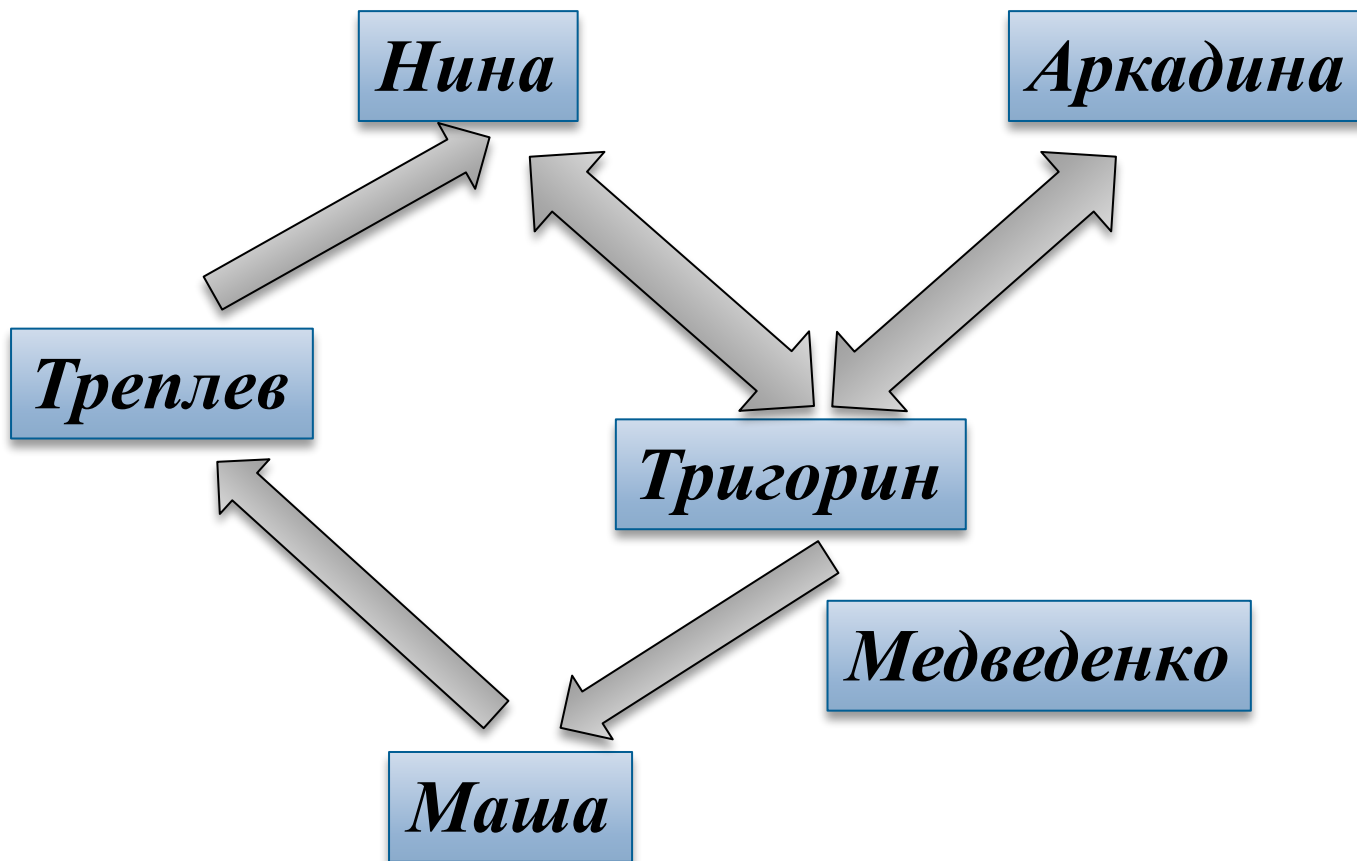 Нина
Аркадина
Треплев
Тригорин
Медведенко
Маша